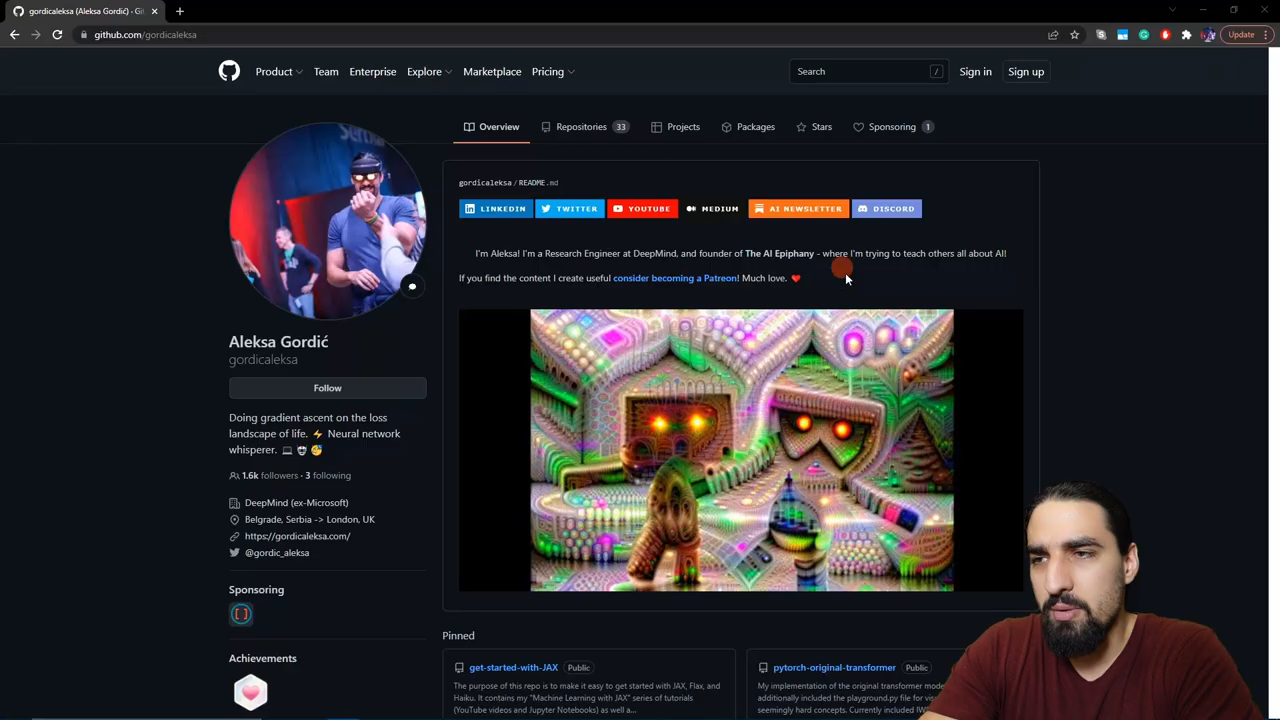 gordicaleksa (Aleksa Gordić) · Git
github.com/gordicaleksa
Update
Product
Team
Enterprise
Explore
Marketplace
Pricing
Search
/
Sign in
Sign up
Overview
Repositories 33
Projects
Packages
Stars
Sponsoring 1
gordicaleksa / README.md
LINKEDIN
TWITTER
YOUTUBE
MEDIUM
AI NEWSLETTER
DISCORD
I'm Aleksa! I'm a Research Engineer at DeepMind, and founder of The AI Epiphany - where I'm trying to teach others all about AI!
If you find the content I create useful consider becoming a Patreon! Much love. ❤️
Aleksa Gordić
gordicaleksa
Follow
Doing gradient ascent on the loss
landscape of life. ⚡ Neural network
whisperer.
1.6k followers · 3 following
DeepMind (ex-Microsoft)
Belgrade, Serbia -> London, UK
https://gordicaleksa.com/
@gordic_aleksa
Sponsoring
Achievements
Pinned
get-started-with-JAX Public
The purpose of this repo is to make it easy to get started with JAX, Flax, and
Haiku. It contains my "Machine Learning with JAX" series of tutorials
(YouTube videos and Jupyter Notebooks) as well a...
pytorch-original-transformer Public
My implementation of the original transformer mode
additionally included the playground.py file for vis
seemingly hard concepts. Currently included IW